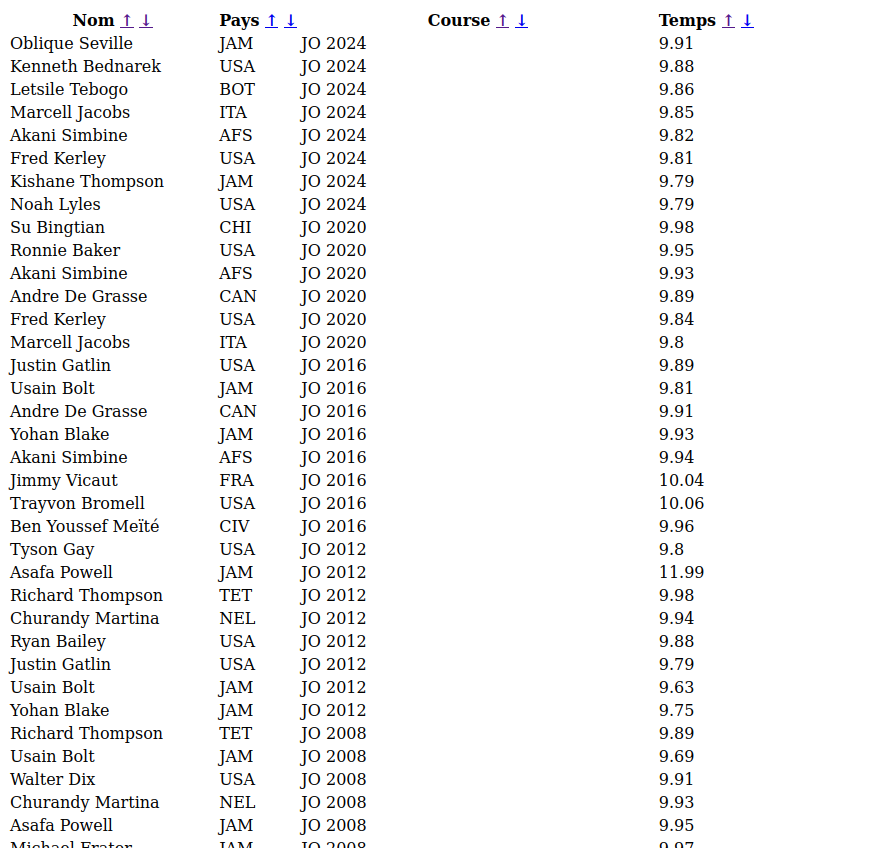 Nom ↑ ↓ Pays ↑ ↓ Course ↑ ↓ Temps ↑ ↓
Oblique Seville JAM JO 2024 9.91
Kenneth Bednarek USA JO 2024 9.88
Letsile Tebogo BOT JO 2024 9.86
Marcell Jacobs ITA JO 2024 9.85
Akani Simbine AFS JO 2024 9.82
Fred Kerley USA JO 2024 9.81
Kishane Thompson JAM JO 2024 9.79
Noah Lyles USA JO 2024 9.79
Su Bingtian CHI JO 2020 9.98
Ronnie Baker USA JO 2020 9.95
Akani Simbine AFS JO 2020 9.93
Andre De Grasse CAN JO 2020 9.89
Fred Kerley USA JO 2020 9.84
Marcell Jacobs ITA JO 2020 9.8
Justin Gatlin USA JO 2016 9.89
Usain Bolt JAM JO 2016 9.81
Andre De Grasse CAN JO 2016 9.91
Yohan Blake JAM JO 2016 9.93
Akani Simbine AFS JO 2016 9.94
Jimmy Vicaut FRA JO 2016 10.04
Trayvon Bromell USA JO 2016 10.06
Ben Youssef Meïté CIV JO 2016 9.96
Tyson Gay USA JO 2012 9.8
Asafa Powell JAM JO 2012 11.99
Richard Thompson TET JO 2012 9.98
Churandy Martina NEL JO 2012 9.94
Ryan Bailey USA JO 2012 9.88
Justin Gatlin USA JO 2012 9.79
Usain Bolt JAM JO 2012 9.63
Yohan Blake JAM JO 2012 9.75
Richard Thompson TET JO 2008 9.89
Usain Bolt JAM JO 2008 9.69
Walter Dix USA JO 2008 9.91
Churandy Martina NEL JO 2008 9.93
Asafa Powell JAM JO 2008 9.95
Michael Frater JAM JO 2008 9.97